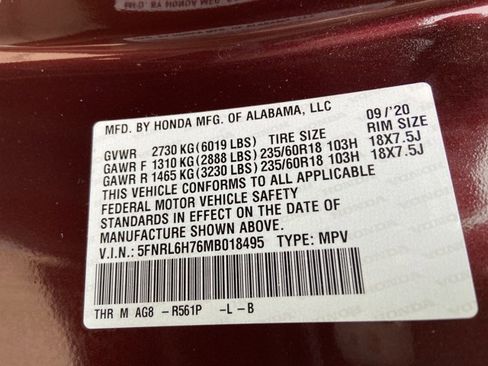 MFD. BY HONDA MFG. OF ALABAMA, LLC 09/'20
GVWR 2730 KG (6019 LBS) TIRE SIZE RIM SIZE
GAWR F 1310 KG (2888 LBS) 235/60R18 103H 18X7.5J
GAWR R 1465 KG (3230 LBS) 235/60R18 103H 18X7.5J
THIS VEHICLE CONFORMS TO ALL APPLICABLE
FEDERAL MOTOR VEHICLE SAFETY
STANDARDS IN EFFECT ON THE DATE OF
MANUFACTURE SHOWN ABOVE.
V.I.N.: 5FNRL6H76MB018495 TYPE: MPV
THR M AG8 - R561P -L - B